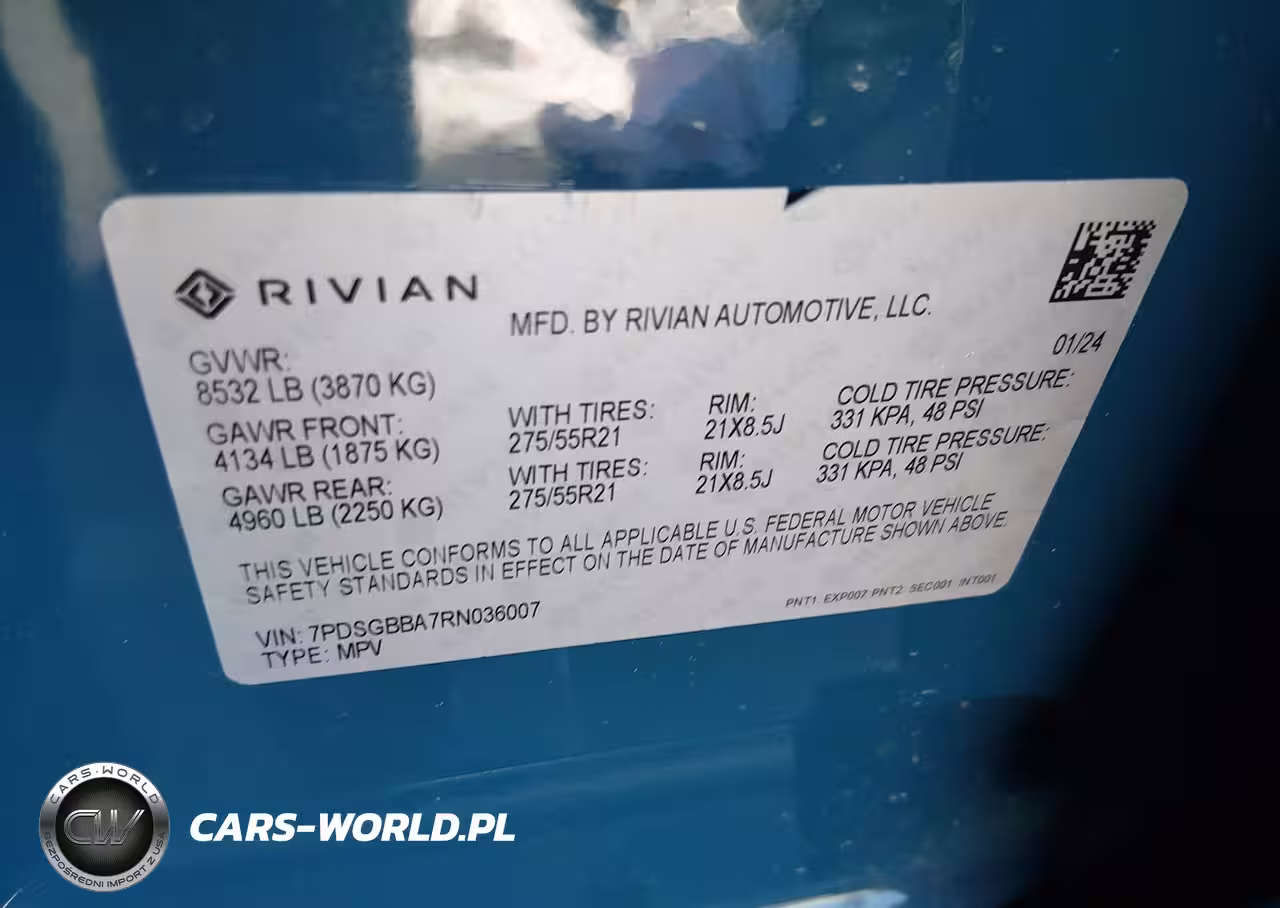 RIVIAN
MFD. BY RIVIAN AUTOMOTIVE, LLC.
01/24
GVWR:
8532 LB (3870 KG)
GAWR FRONT:
4134 LB (1875 KG)
WITH TIRES:
275/55R21
RIM:
21X8.5J
COLD TIRE PRESSURE:
331 KPA, 48 PSI
GAWR REAR:
4960 LB (2250 KG)
WITH TIRES:
275/55R21
RIM:
21X8.5J
COLD TIRE PRESSURE:
331 KPA, 48 PSI
THIS VEHICLE CONFORMS TO ALL APPLICABLE U.S. FEDERAL MOTOR VEHICLE
SAFETY STANDARDS IN EFFECT ON THE DATE OF MANUFACTURE SHOWN ABOVE.
VIN: 7PDSGBBA7RN036007
TYPE: MPV
PNT1 EXP007 PNT2 SEC001 INT001
CARS-WORLD
CW
BEZPOŚREDNI IMPORT Z USA
CARS-WORLD.PL